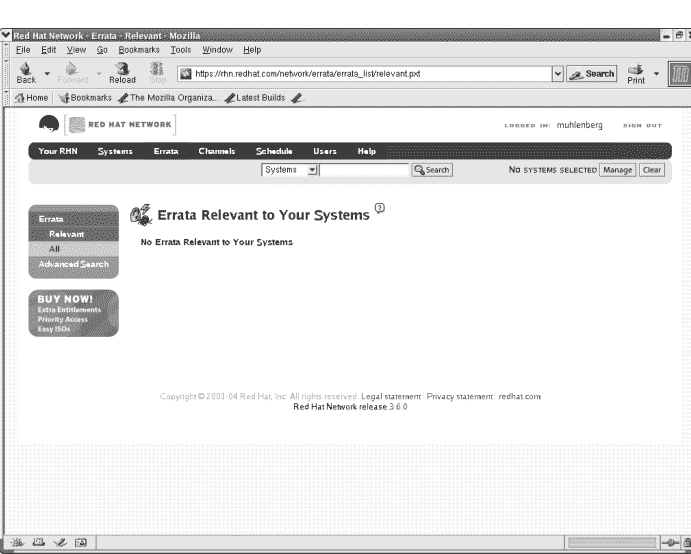 Red Hat Network - Errata - Relevant - Mozilla
File Edit View Go Bookmarks Tools Window Help
Back Forward Reload Stop https://rhn.redhat.com/network/errata/errata_list/relevant.pxt Search Print
Home Bookmarks The Mozilla Organiza... Latest Builds
RED HAT NETWORK LOGGED IN: muhlenberg SIGN OUT
Your RHN Systems Errata Channels Schedule Users Help
Systems Search NO SYSTEMS SELECTED Manage Clear
Errata
Relevant
All
Advanced Search
Errata Relevant to Your Systems ?
No Errata Relevant to Your Systems
BUY NOW!
Extra Entitlements
Priority Access
Easy ISOs
Copyright © 2001-04 Red Hat, Inc. All rights reserved. Legal statement : Privacy statement : redhat.com
Red Hat Network release 3.6.0